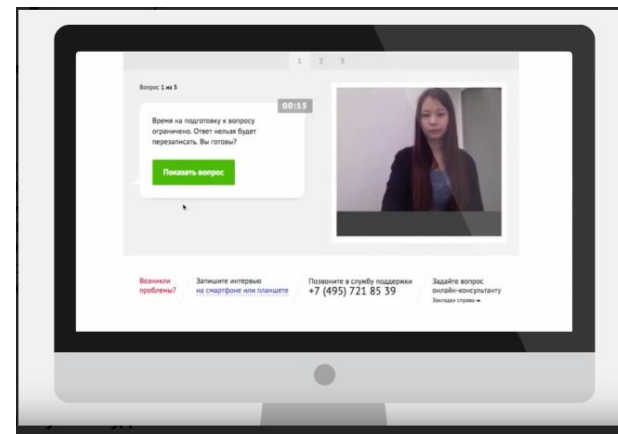 1 2 3
Вопрос 1 из 3
00:15
Время на подготовку к вопросу
ограничено. Ответ нельзя будет
перезаписать. Вы готовы?
Показать вопрос
Возникли
проблемы?
Запишите интервью
на смартфоне или планшете
Позвоните в службу поддержки
+7 (495) 721 85 39
Задайте вопрос
онлайн-консультанту
Закладка справа →